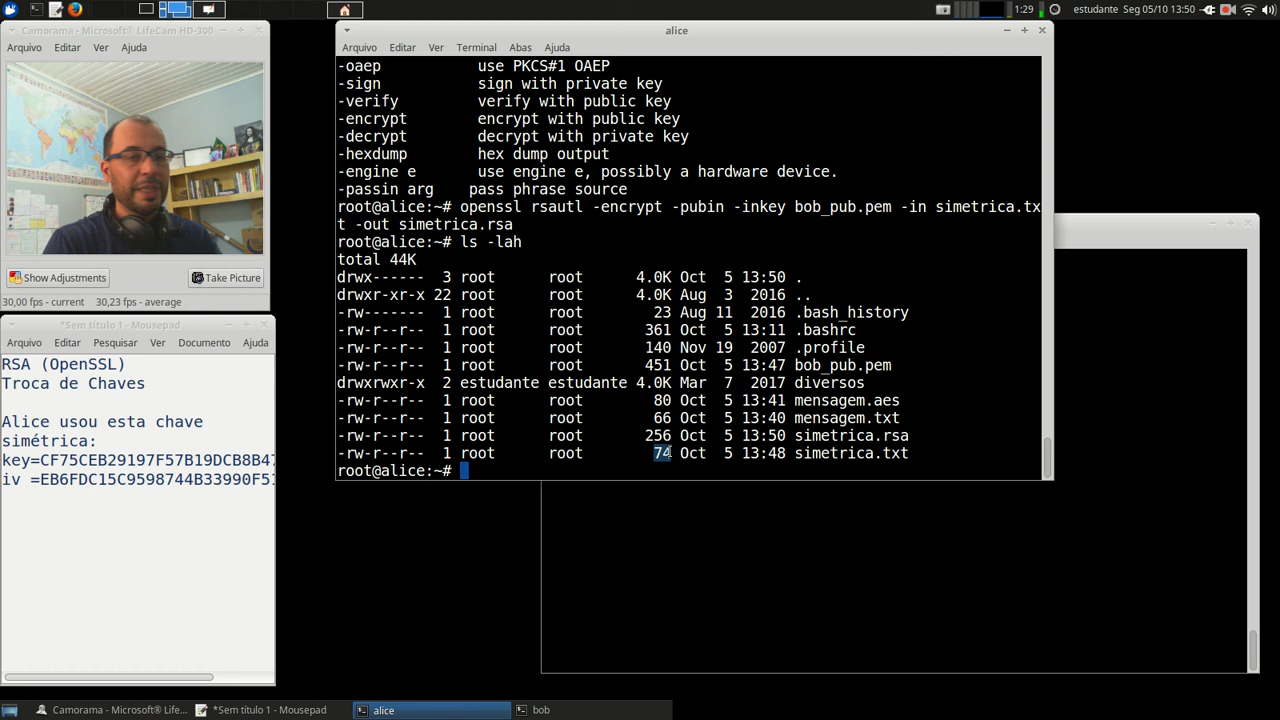 1:29
estudante Seg 05/10 13:50
Camorama - Microsoft® LifeCam HD-300
Arquivo Editar Ver Ajuda
Show Adjustments
Take Picture
30,00 fps - current 30,23 fps - average
*Sem título 1 - Mousepad
Arquivo Editar Pesquisar Ver Documento Ajuda
RSA (OpenSSL)
Troca de Chaves
Alice usou esta chave
simétrica:
key=CF75CEB29197F57B19DCB8B47
iv =EB6FDC15C9598744B33990F51
alice
Arquivo Editar Ver Terminal Abas Ajuda
-oaep use PKCS#1 OAEP
-sign sign with private key
-verify verify with public key
-encrypt encrypt with public key
-decrypt decrypt with private key
-hexdump hex dump output
-engine e use engine e, possibly a hardware device.
-passin arg pass phrase source
root@alice:~# openssl rsautl -encrypt -pubin -inkey bob_pub.pem -in simetrica.tx
t -out simetrica.rsa
root@alice:~# ls -lah
total 44K
drwx------ 3 root root 4.0K Oct 5 13:50 .
drwxr-xr-x 22 root root 4.0K Aug 3 2016 ..
-rw------- 1 root root 23 Aug 11 2016 .bash_history
-rw-r--r-- 1 root root 361 Oct 5 13:11 .bashrc
-rw-r--r-- 1 root root 140 Nov 19 2007 .profile
-rw-r--r-- 1 root root 451 Oct 5 13:47 bob_pub.pem
drwxrwxr-x 2 estudante estudante 4.0K Mar 7 2017 diversos
-rw-r--r-- 1 root root 80 Oct 5 13:41 mensagem.aes
-rw-r--r-- 1 root root 66 Oct 5 13:40 mensagem.txt
-rw-r--r-- 1 root root 256 Oct 5 13:50 simetrica.rsa
-rw-r--r-- 1 root root 74 Oct 5 13:48 simetrica.txt
root@alice:~#
Camorama - Microsoft® Life...
*Sem título 1 - Mousepad
alice
bob